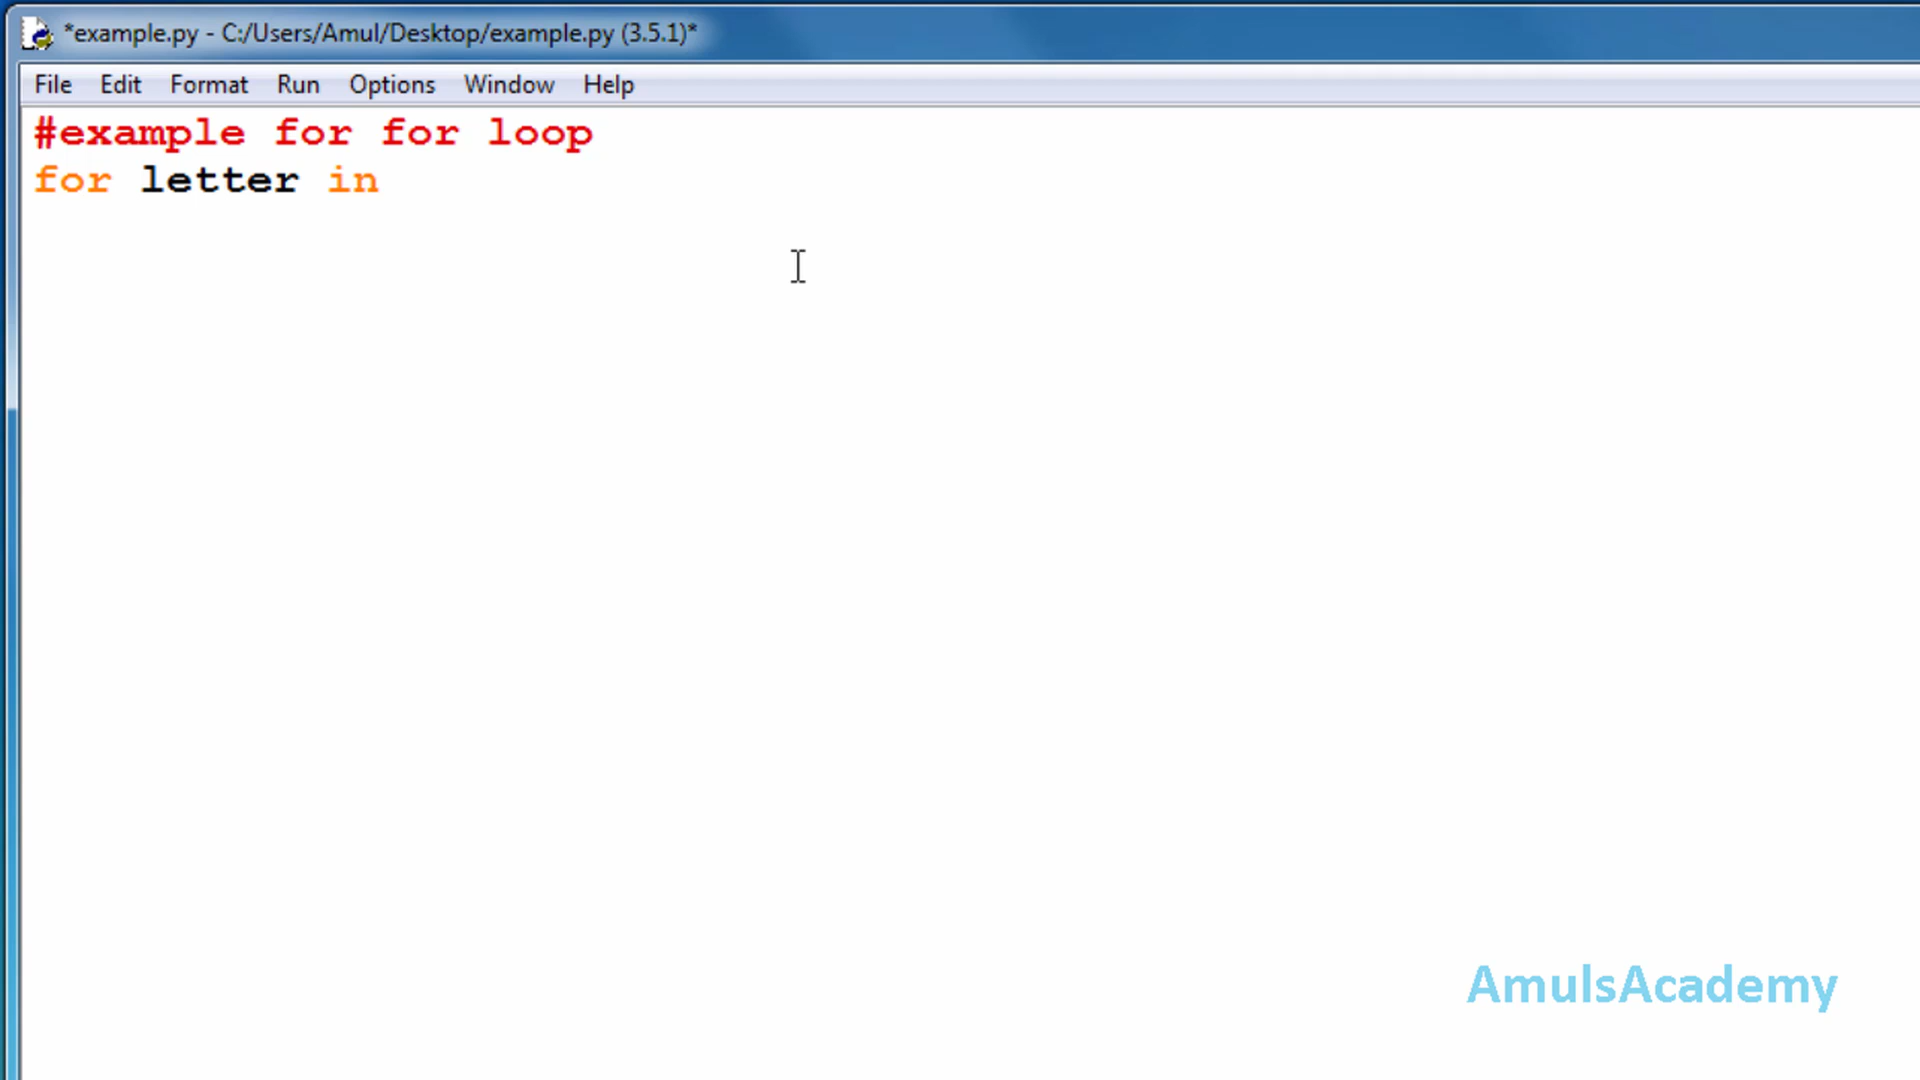 *example.py - C:/Users/Amul/Desktop/example.py (3.5.1)*
File Edit Format Run Options Window Help
#example for for loop
for letter in
AmulsAcademy